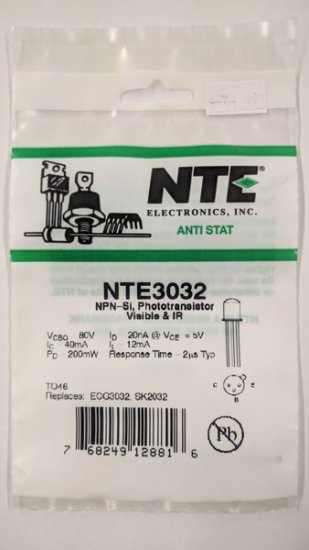 NTE
ELECTRONICS, INC.
ANTI STAT
NTE3032
NPN-Si, Phototransistor
Visible & IR
VCBO 80V ID 20nA @ VCE = 5V
IC 40mA IL 12mA
PD 200mW Response Time - 2µs Typ
TO46
Replaces: ECG3032, SK2032
C E
B
Pb
7 68249 12881 6